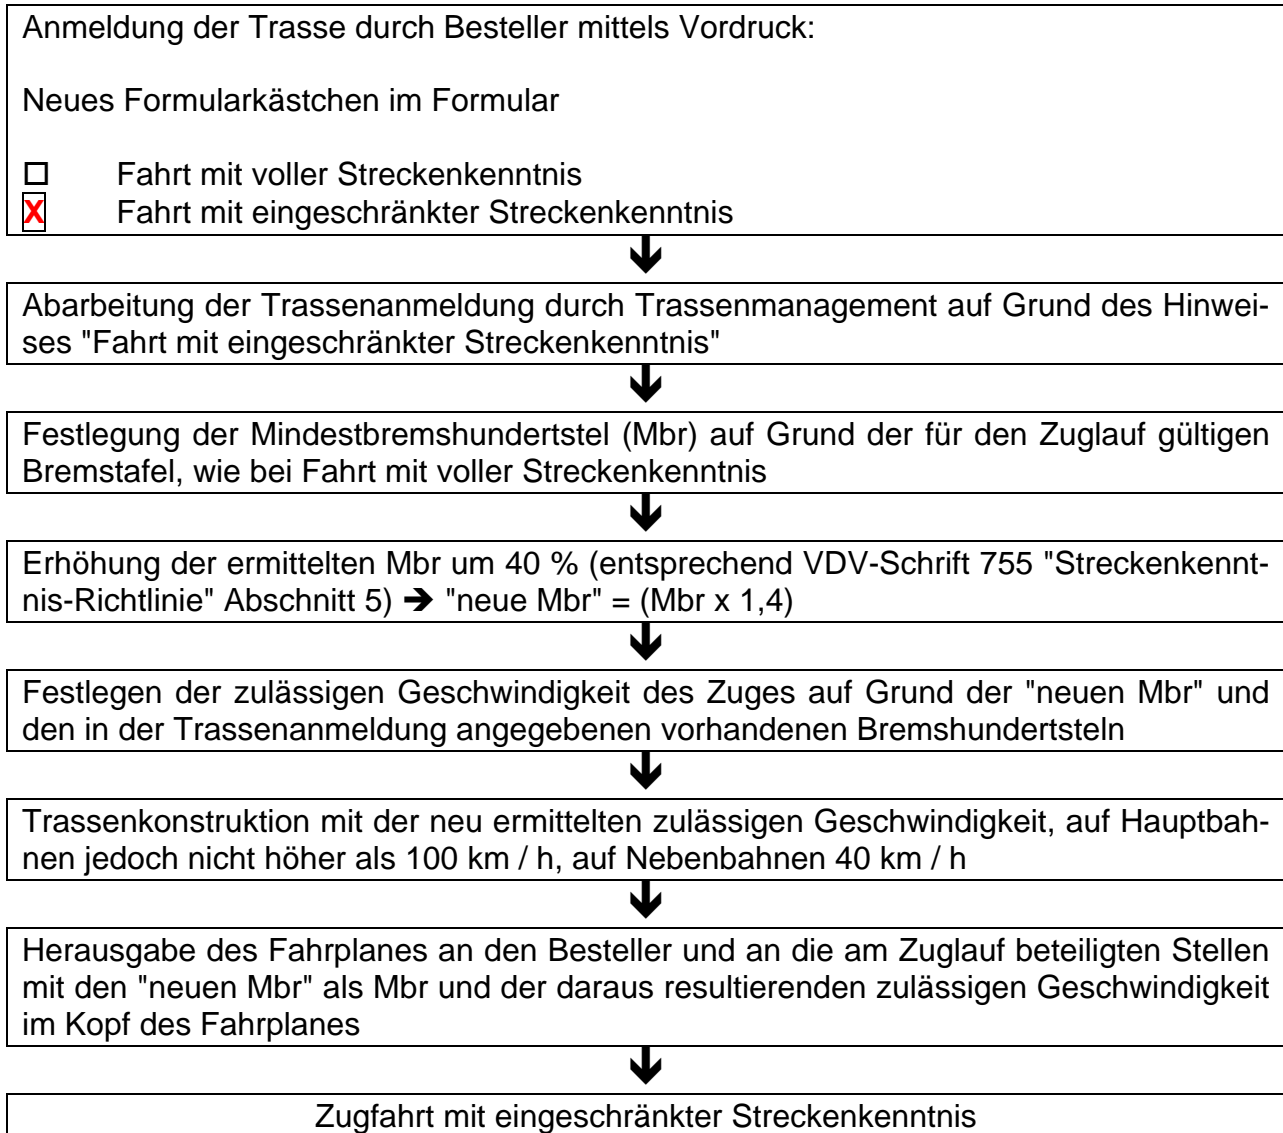 Anmeldung der Trasse durch Besteller mittels Vordruck:
Neues Formularkästchen im Formular
☐ Fahrt mit voller Streckenkenntnis
X Fahrt mit eingeschränkter Streckenkenntnis
Abarbeitung der Trassenanmeldung durch Trassenmanagement auf Grund des Hinwei-
ses "Fahrt mit eingeschränkter Streckenkenntnis"
Festlegung der Mindestbremshundertstel (Mbr) auf Grund der für den Zuglauf gültigen
Bremstafel, wie bei Fahrt mit voller Streckenkenntnis
Erhöhung der ermittelten Mbr um 40 % (entsprechend VDV-Schrift 755 "Streckenkennt-
nis-Richtlinie" Abschnitt 5) ➔ "neue Mbr" = (Mbr x 1,4)
Festlegen der zulässigen Geschwindigkeit des Zuges auf Grund der "neuen Mbr" und
den in der Trassenanmeldung angegebenen vorhandenen Bremshundertsteln
Trassenkonstruktion mit der neu ermittelten zulässigen Geschwindigkeit, auf Hauptbah-
nen jedoch nicht höher als 100 km / h, auf Nebenbahnen 40 km / h
Herausgabe des Fahrplanes an den Besteller und an die am Zuglauf beteiligten Stellen
mit den "neuen Mbr" als Mbr und der daraus resultierenden zulässigen Geschwindigkeit
im Kopf des Fahrplanes
Zugfahrt mit eingeschränkter Streckenkenntnis